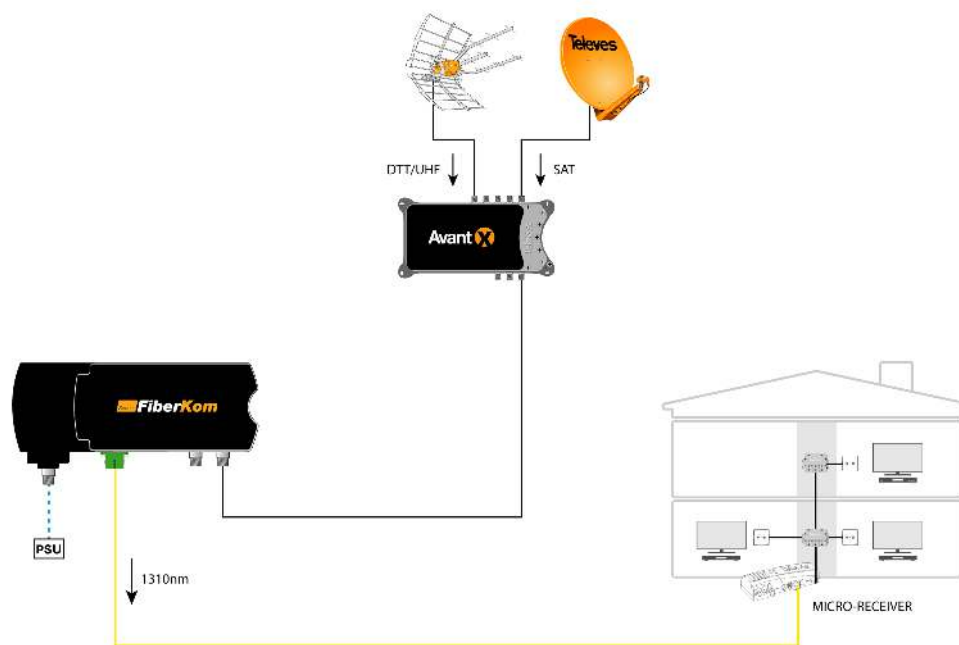 Televes
DTT/UHF
SAT
Avant X
FiberKom
PSU
1310nm
MICRO-RECEIVER